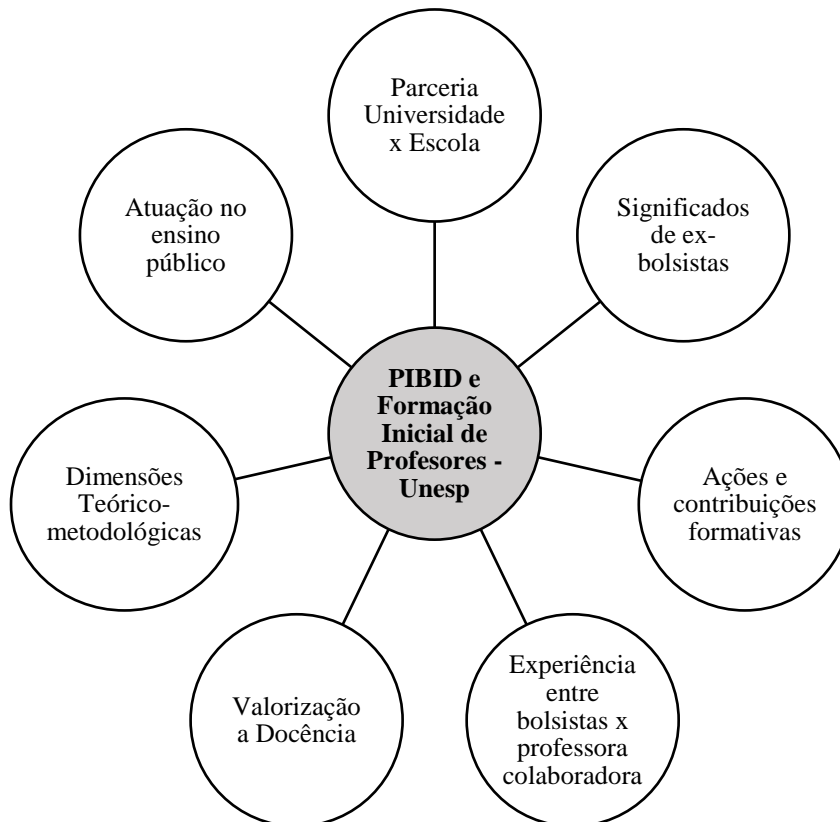 Parceria
Universidade
x Escola
Significados
de ex-
bolsistas
Ações e
contribuições
formativas
Experiência
entre
bolsistas x
professora
colaboradora
Valorização
a Docência
Dimensões
Teórico-
metodológicas
Atuação no
ensino
público
PIBID e
Formação
Inicial de
Profesores -
Unesp